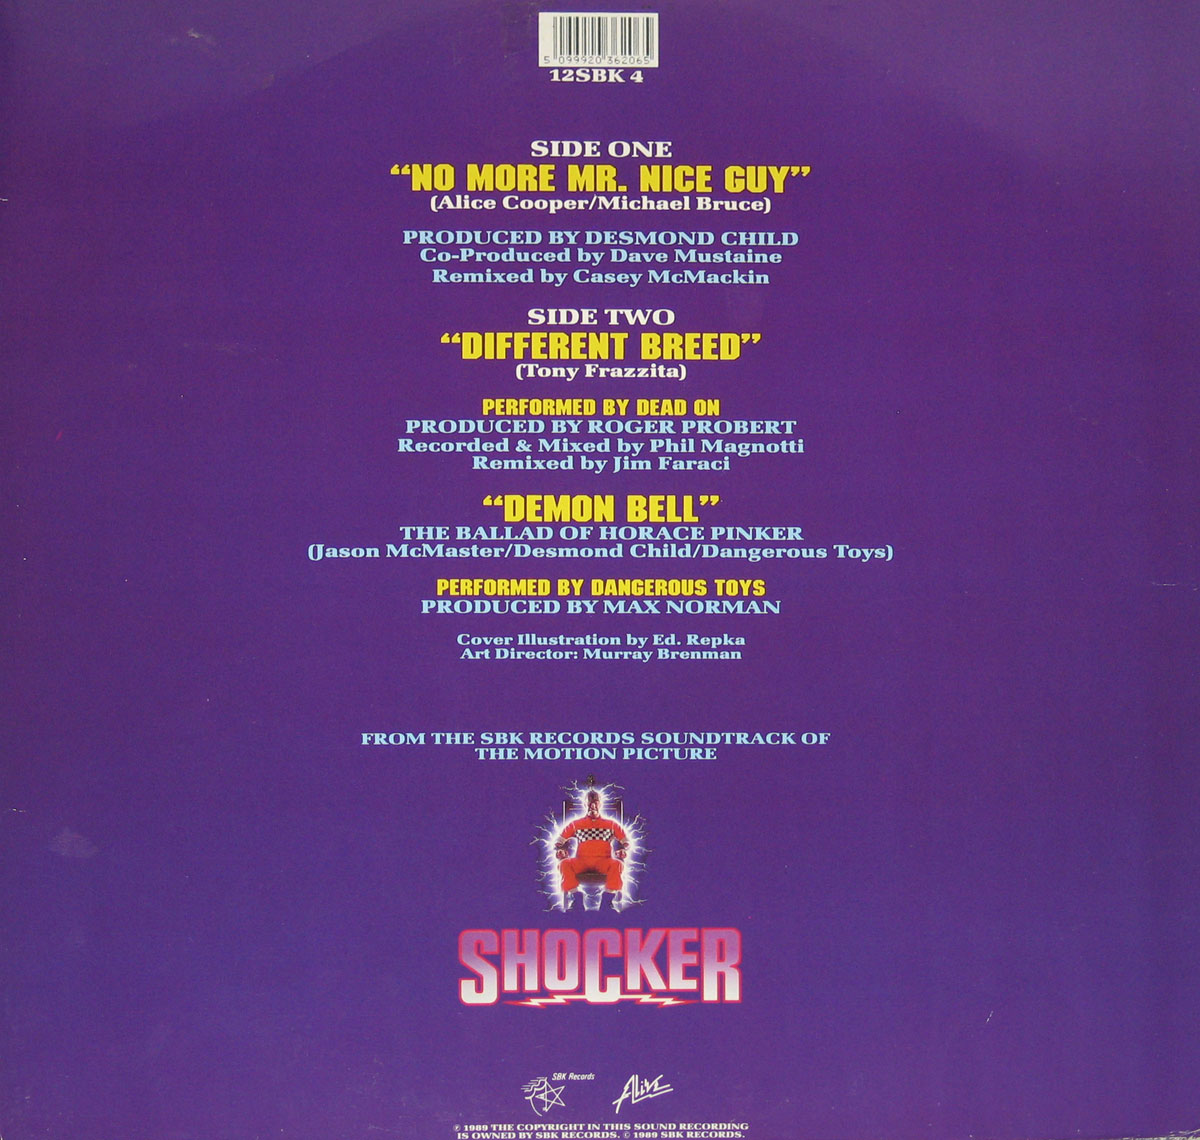 5 099920 362065
12SBK 4
SIDE ONE
“NO MORE MR. NICE GUY”
(Alice Cooper/Michael Bruce)
PRODUCED BY DESMOND CHILD
Co-Produced by Dave Mustaine
Remixed by Casey McMackin
SIDE TWO
“DIFFERENT BREED”
(Tony Frazzita)
PERFORMED BY DEAD ON
PRODUCED BY ROGER PROBERT
Recorded & Mixed by Phil Magnotti
Remixed by Jim Faraci
“DEMON BELL”
THE BALLAD OF HORACE PINKER
(Jason McMaster/Desmond Child/Dangerous Toys)
PERFORMED BY DANGEROUS TOYS
PRODUCED BY MAX NORMAN
Cover Illustration by Ed. Repka
Art Director: Murray Brenman
FROM THE SBK RECORDS SOUNDTRACK OF
THE MOTION PICTURE
SHOCKER
SBK Records
ALIVE
℗ 1989 THE COPYRIGHT IN THIS SOUND RECORDING
IS OWNED BY SBK RECORDS. © 1989 SBK RECORDS.